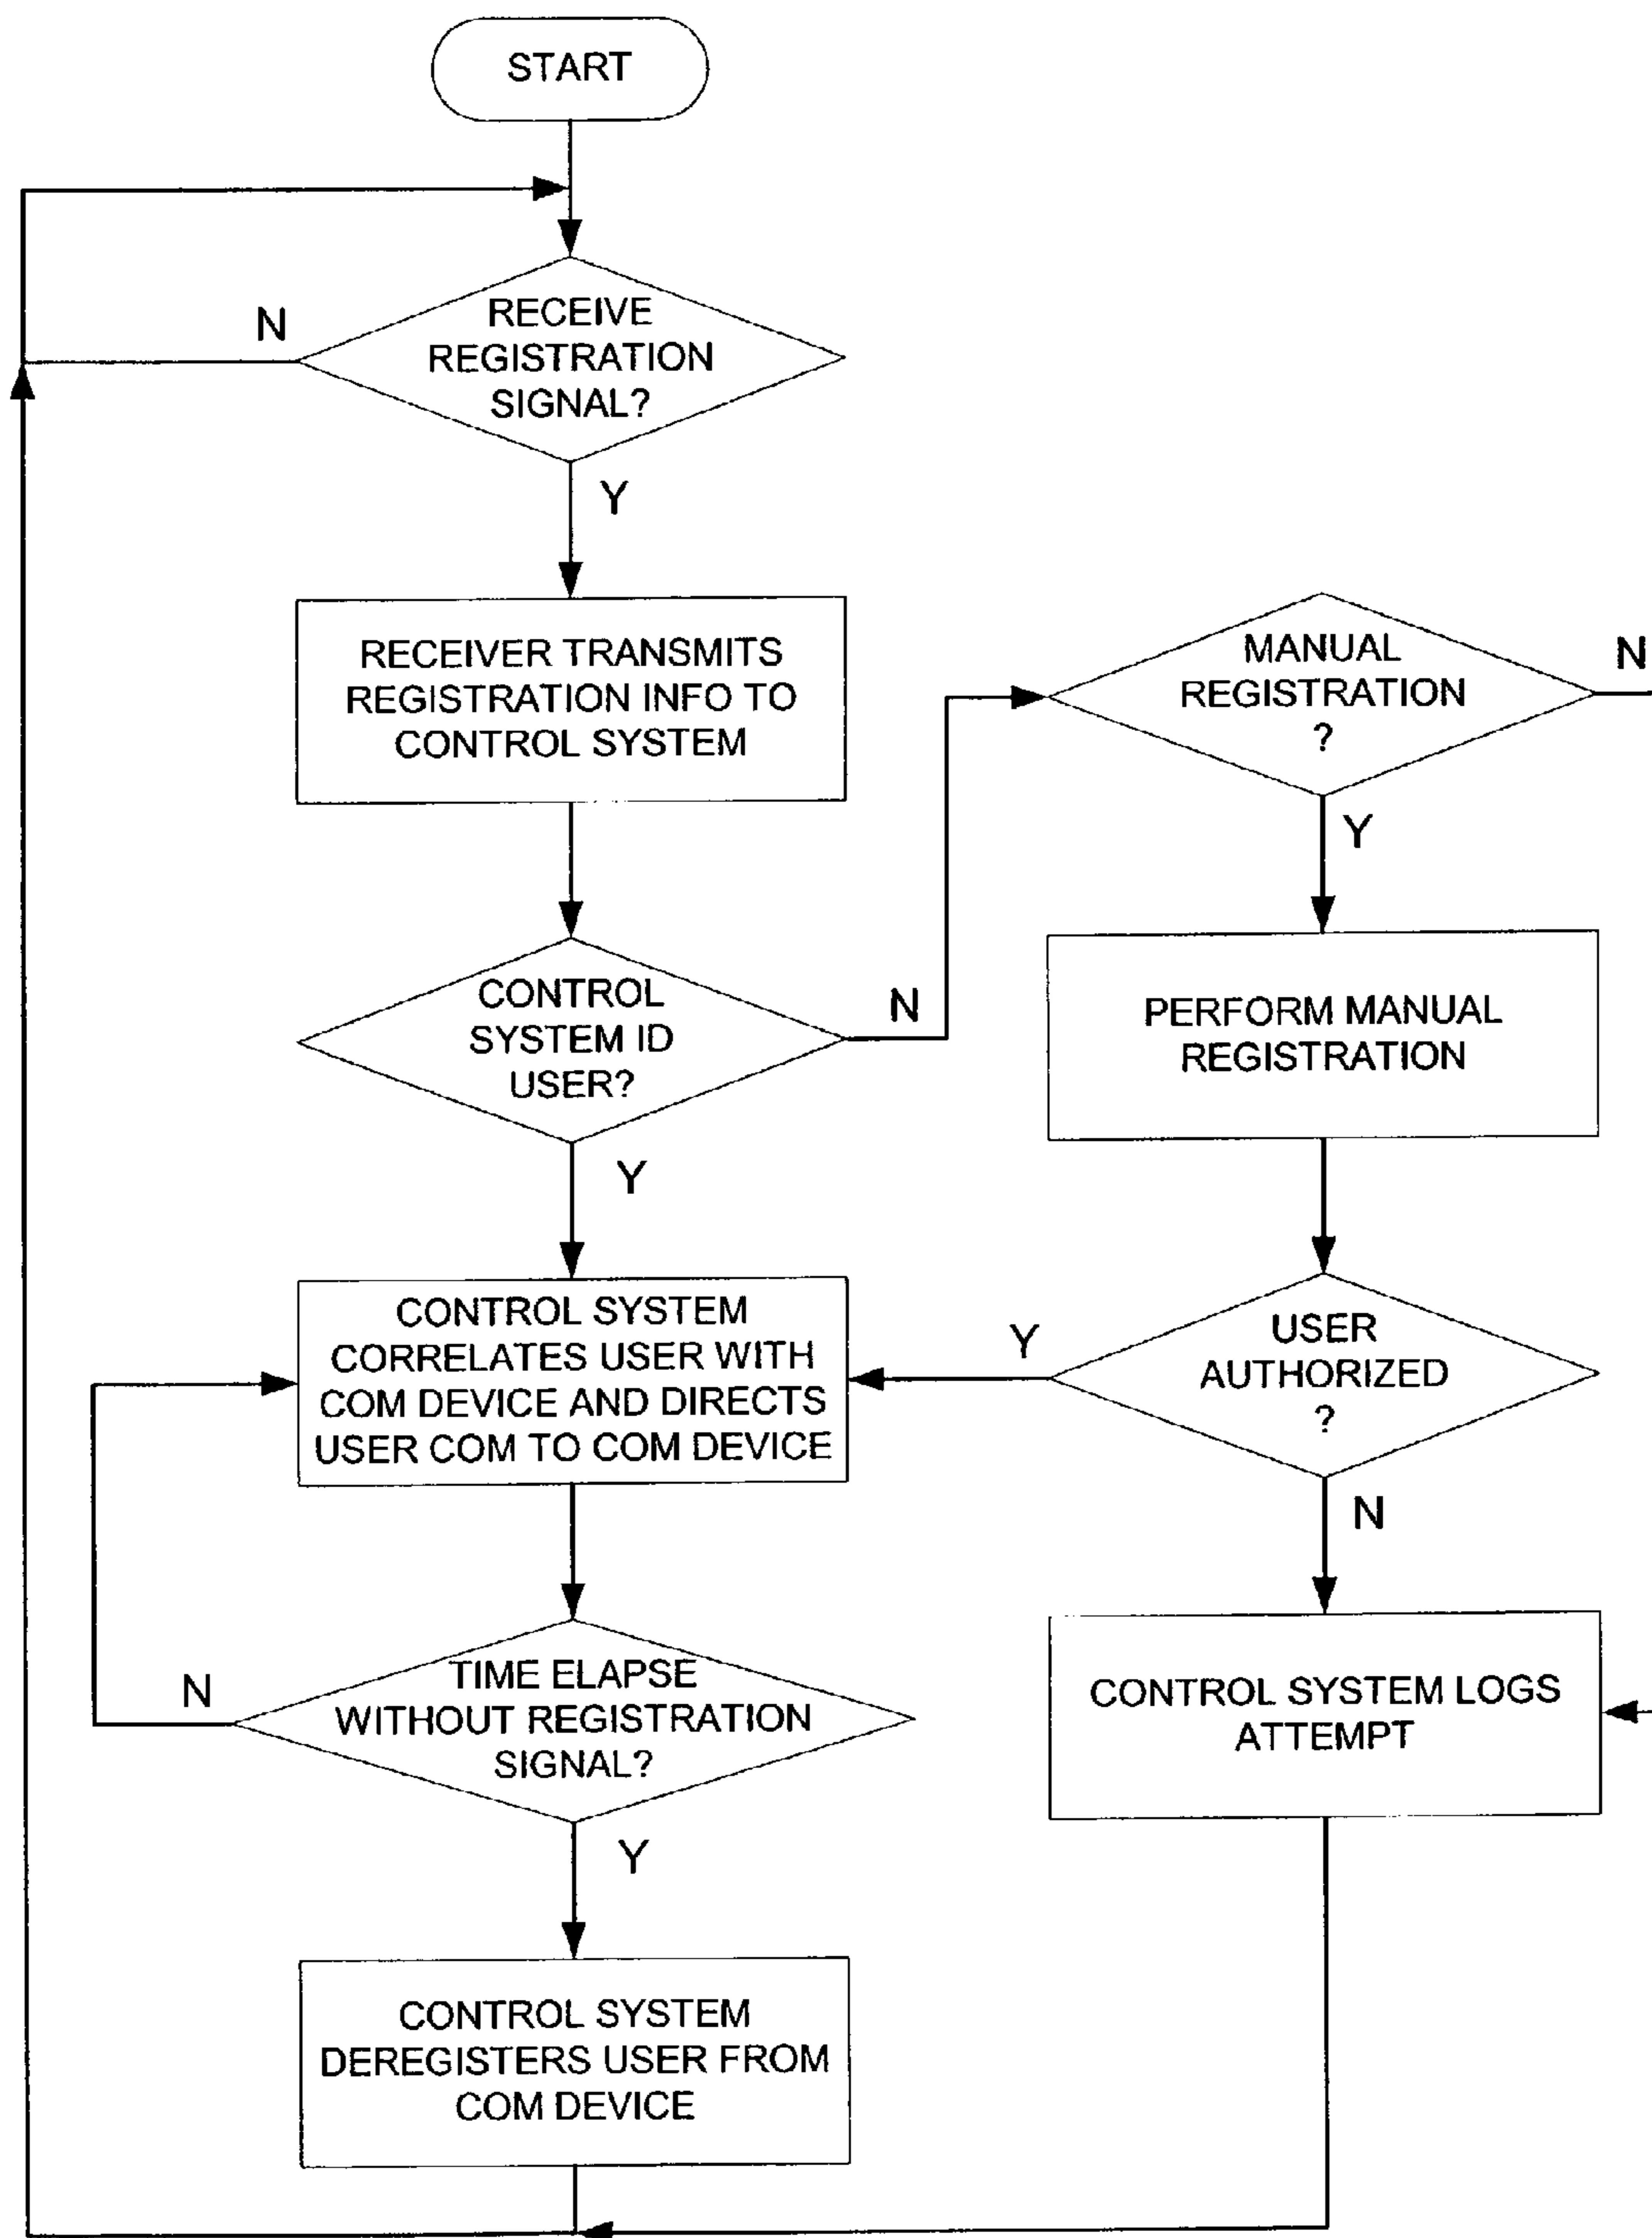 START
N
RECEIVE
REGISTRATION
SIGNAL?
Y
RECEIVER TRANSMITS
REGISTRATION INFO TO
CONTROL SYSTEM
MANUAL
REGISTRATION
?
N
Y
CONTROL
SYSTEM ID
USER?
N
PERFORM MANUAL
REGISTRATION
Y
CONTROL SYSTEM
CORRELATES USER WITH
COM DEVICE AND DIRECTS
USER COM TO COM DEVICE
Y
USER
AUTHORIZED
?
N
TIME ELAPSE
WITHOUT REGISTRATION
SIGNAL?
N
CONTROL SYSTEM LOGS
ATTEMPT
Y
CONTROL SYSTEM
DEREGISTERS USER FROM
COM DEVICE